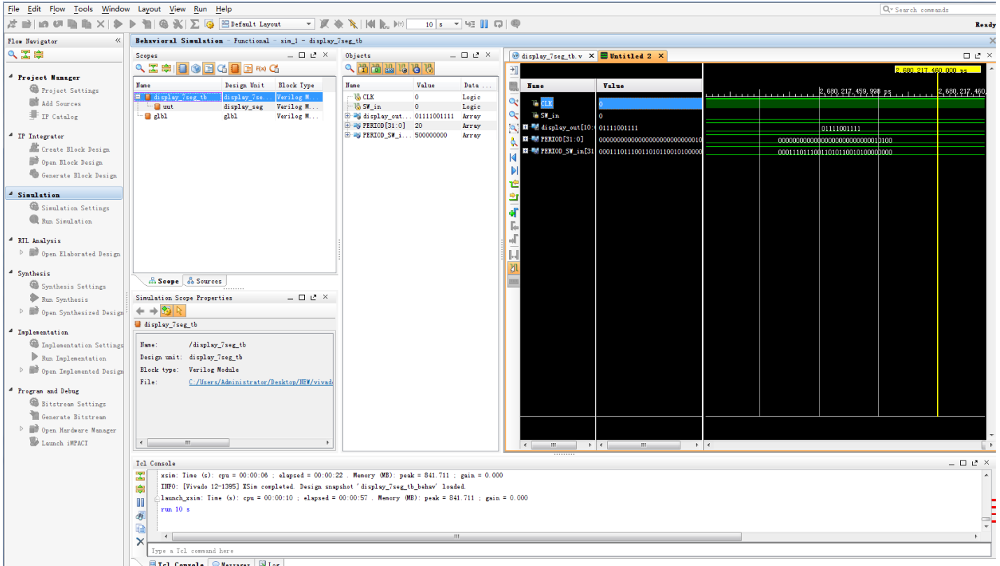 File Edit Flow Tools Window Layout View Run Help
Search commands
Default Layout
10 s
Ready
Flow Navigator
Behavioral Simulation - Functional - sim_1 - display_7seg_tb
Project Manager
Project Settings
Add Sources
IP Catalog
IP Integrator
Create Block Design
Open Block Design
Generate Block Design
Simulation
Simulation Settings
Run Simulation
RTL Analysis
Open Elaborated Design
Synthesis
Synthesis Settings
Run Synthesis
Open Synthesized Design
Implementation
Implementation Settings
Run Implementation
Open Implemented Design
Program and Debug
Bitstream Settings
Generate Bitstream
Open Hardware Manager
Launch iMPACT
Scopes
F(x)
Name Design Unit Block Type
display_7seg_tb display_7se... Verilog M...
uut display_seg Verilog M...
glbl glbl Verilog M...
Scope Sources
Simulation Scope Properties
display_7seg_tb
Name: /display_7seg_tb
Design unit: display_7seg_tb
Block type: Verilog Module
File: C:/Users/Administrator/Desktop/NEW/vivad
Objects
Name Value Data ...
CLK 0 Logic
SW_in 0 Logic
display_out... 01111001111 Array
PERIOD[31:0] 20 Array
PERIOD_SW_i... 500000000 Array
display_7seg_tb.v Untitled 2
2,680,217,460,000 ps
Name Value
2,680,217,459,998 ps 2,680,217,460,
CLK 0
SW_in 0
display_out[10: 01111001111 01111001111
PERIOD[31:0] 000000000000000000000000000010 00000000000000000000000000010100
PERIOD_SW_in[31 000111011100110101100101000000 00011101110011010110010100000000
Tcl Console
xsim: Time (s): cpu = 00:00:06 ; elapsed = 00:00:22 . Memory (MB): peak = 841.711 ; gain = 0.000
INFO: [Vivado 12-1395] XSim completed. Design snapshot 'display_7seg_tb_behav' loaded.
launch_xsim: Time (s): cpu = 00:00:10 ; elapsed = 00:00:57 . Memory (MB): peak = 841.711 ; gain = 0.000
run 10 s
Type a Tcl command here
Tcl Console Messages Log